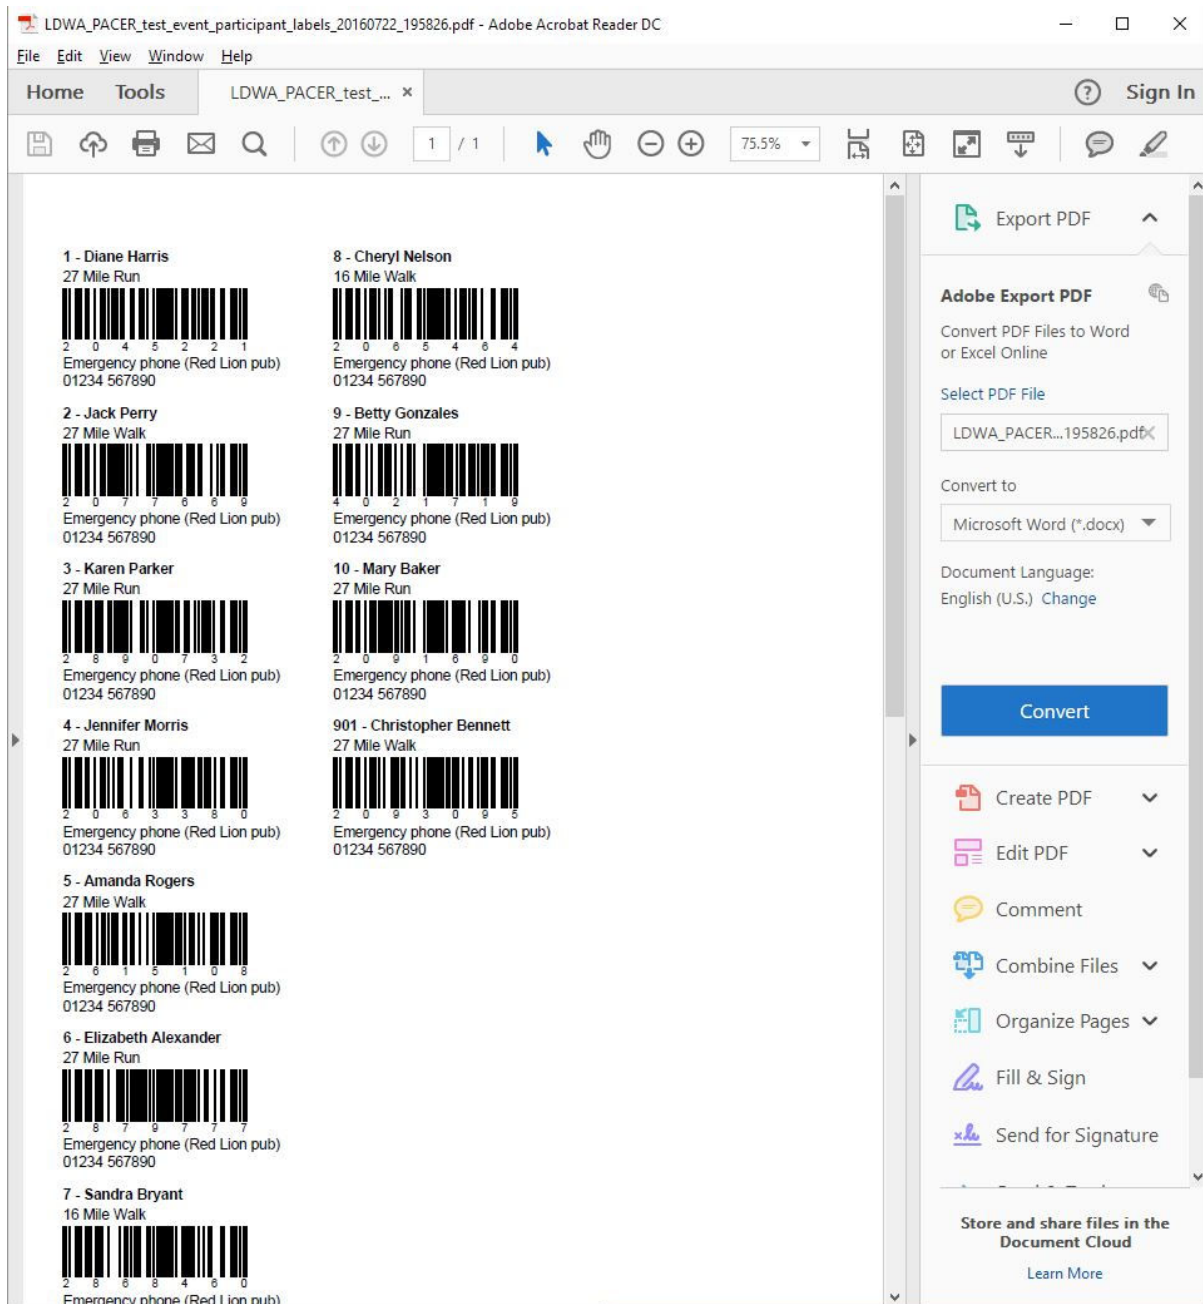 LDWA_PACER_test_event_participant_labels_20160722_195826.pdf - Adobe Acrobat Reader DC
File Edit View Window Help
Home Tools LDWA_PACER_test_... × ? Sign In
1 / 1 75.5%
1 - Diane Harris
27 Mile Run
2 0 4 5 2 2 1
Emergency phone (Red Lion pub)
01234 567890
2 - Jack Perry
27 Mile Walk
2 0 7 7 6 6 9
Emergency phone (Red Lion pub)
01234 567890
3 - Karen Parker
27 Mile Run
2 8 9 0 7 3 2
Emergency phone (Red Lion pub)
01234 567890
4 - Jennifer Morris
27 Mile Run
2 0 6 3 3 8 0
Emergency phone (Red Lion pub)
01234 567890
5 - Amanda Rogers
27 Mile Walk
2 6 1 5 1 0 8
Emergency phone (Red Lion pub)
01234 567890
6 - Elizabeth Alexander
27 Mile Run
2 8 7 9 7 7 7
Emergency phone (Red Lion pub)
01234 567890
7 - Sandra Bryant
16 Mile Walk
2 8 6 8 4 6 0
Emergency phone (Red Lion pub)
8 - Cheryl Nelson
16 Mile Walk
2 0 6 5 4 6 4
Emergency phone (Red Lion pub)
01234 567890
9 - Betty Gonzales
27 Mile Run
4 0 2 1 7 1 9
Emergency phone (Red Lion pub)
01234 567890
10 - Mary Baker
27 Mile Run
2 0 9 1 6 9 0
Emergency phone (Red Lion pub)
01234 567890
901 - Christopher Bennett
27 Mile Walk
2 0 9 3 0 9 5
Emergency phone (Red Lion pub)
01234 567890
Export PDF
Adobe Export PDF
Convert PDF Files to Word
or Excel Online
Select PDF File
LDWA_PACER...195826.pdf
Convert to
Microsoft Word (*.docx)
Document Language:
English (U.S.) Change
Convert
Create PDF
Edit PDF
Comment
Combine Files
Organize Pages
Fill & Sign
Send for Signature
Store and share files in the
Document Cloud
Learn More